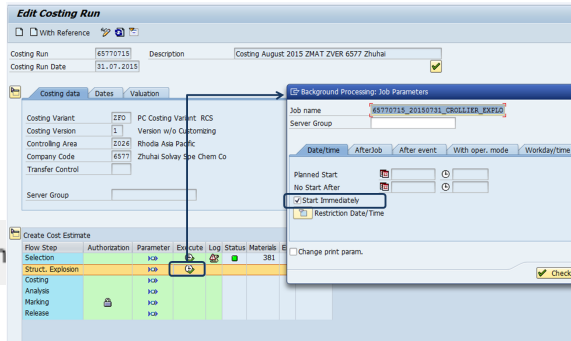 Edit Costing Run
With Reference
Costing Run 65770715 Description Costing August 2015 ZMAT ZVER 6577 Zhuhai
Costing Run Date 31.07.2015
Costing data Dates Valuation
Costing Variant ZFO PC Costing Variant RCS
Costing Version 1 Version w/o Customizing
Controlling Area Z026 Rhodia Asia Pacific
Company Code 6577 Zhuhai Solvay Spe Chem Co
Transfer Control
Server Group
Background Processing: Job Parameters
Job name 65770715_20150731_CROLLIER_EXPLO
Server Group
Date/time AfterJob After event With oper. mode Workday/time
Planned Start
No Start After
Start Immediately
Restriction Date/Time
Change print param.
Check
Create Cost Estimate
Flow Step Authorization Parameter Execute Log Status Materials E
Selection 381
Struct. Explosion
Costing
Analysis
Marking
Release